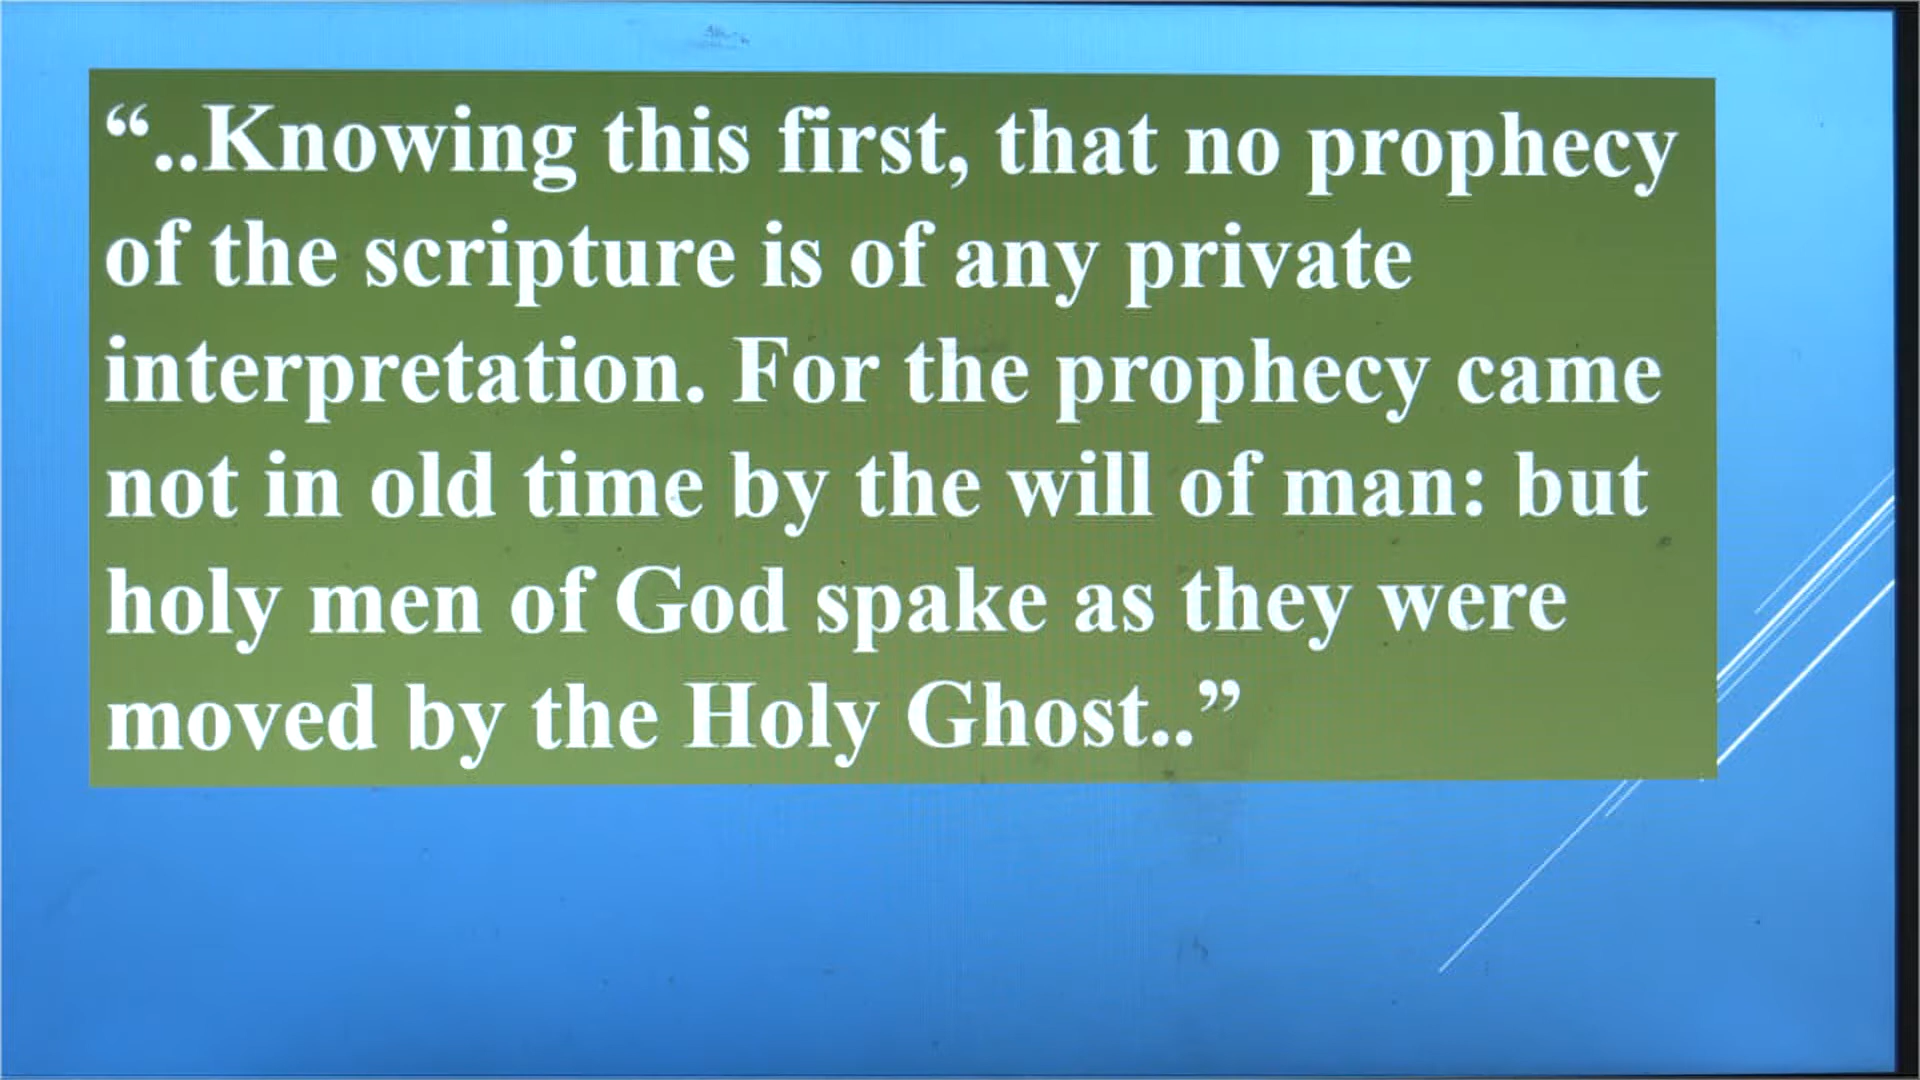 “..Knowing this first, that no prophecy
of the scripture is of any private
interpretation. For the prophecy came
not in old time by the will of man: but
holy men of God spake as they were
moved by the Holy Ghost..”